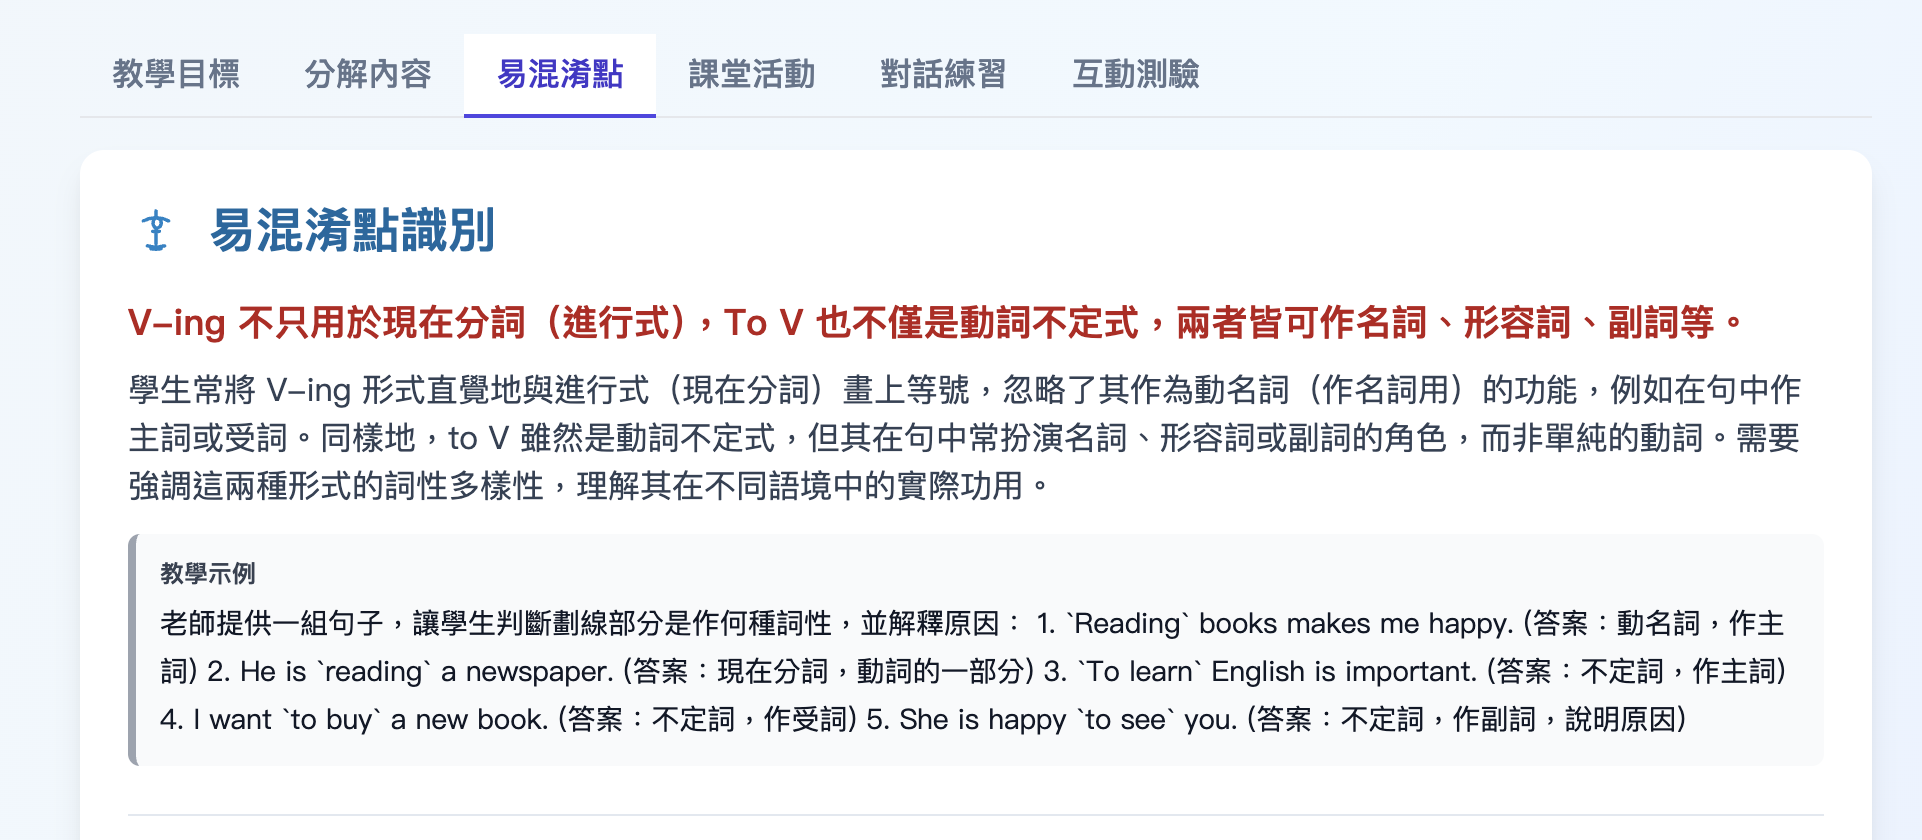 教學目標 分解內容 易混淆點 課堂活動 對話練習 互動測驗
易混淆點識別
V-ing 不只用於現在分詞（進行式），To V 也不僅是動詞不定式，兩者皆可作名詞、形容詞、副詞等。
學生常將 V-ing 形式直覺地與進行式（現在分詞）畫上等號，忽略了其作為動名詞（作名詞用）的功能，例如在句中作
主詞或受詞。同樣地，to V 雖然是動詞不定式，但其在句中常扮演名詞、形容詞或副詞的角色，而非單純的動詞。需要
強調這兩種形式的詞性多樣性，理解其在不同語境中的實際功用。
教學示例
老師提供一組句子，讓學生判斷劃線部分是作何種詞性，並解釋原因： 1. `Reading` books makes me happy. (答案：動名詞，作主
詞) 2. He is `reading` a newspaper. (答案：現在分詞，動詞的一部分) 3. `To learn` English is important. (答案：不定詞，作主詞)
4. I want `to buy` a new book. (答案：不定詞，作受詞) 5. She is happy `to see` you. (答案：不定詞，作副詞，說明原因)